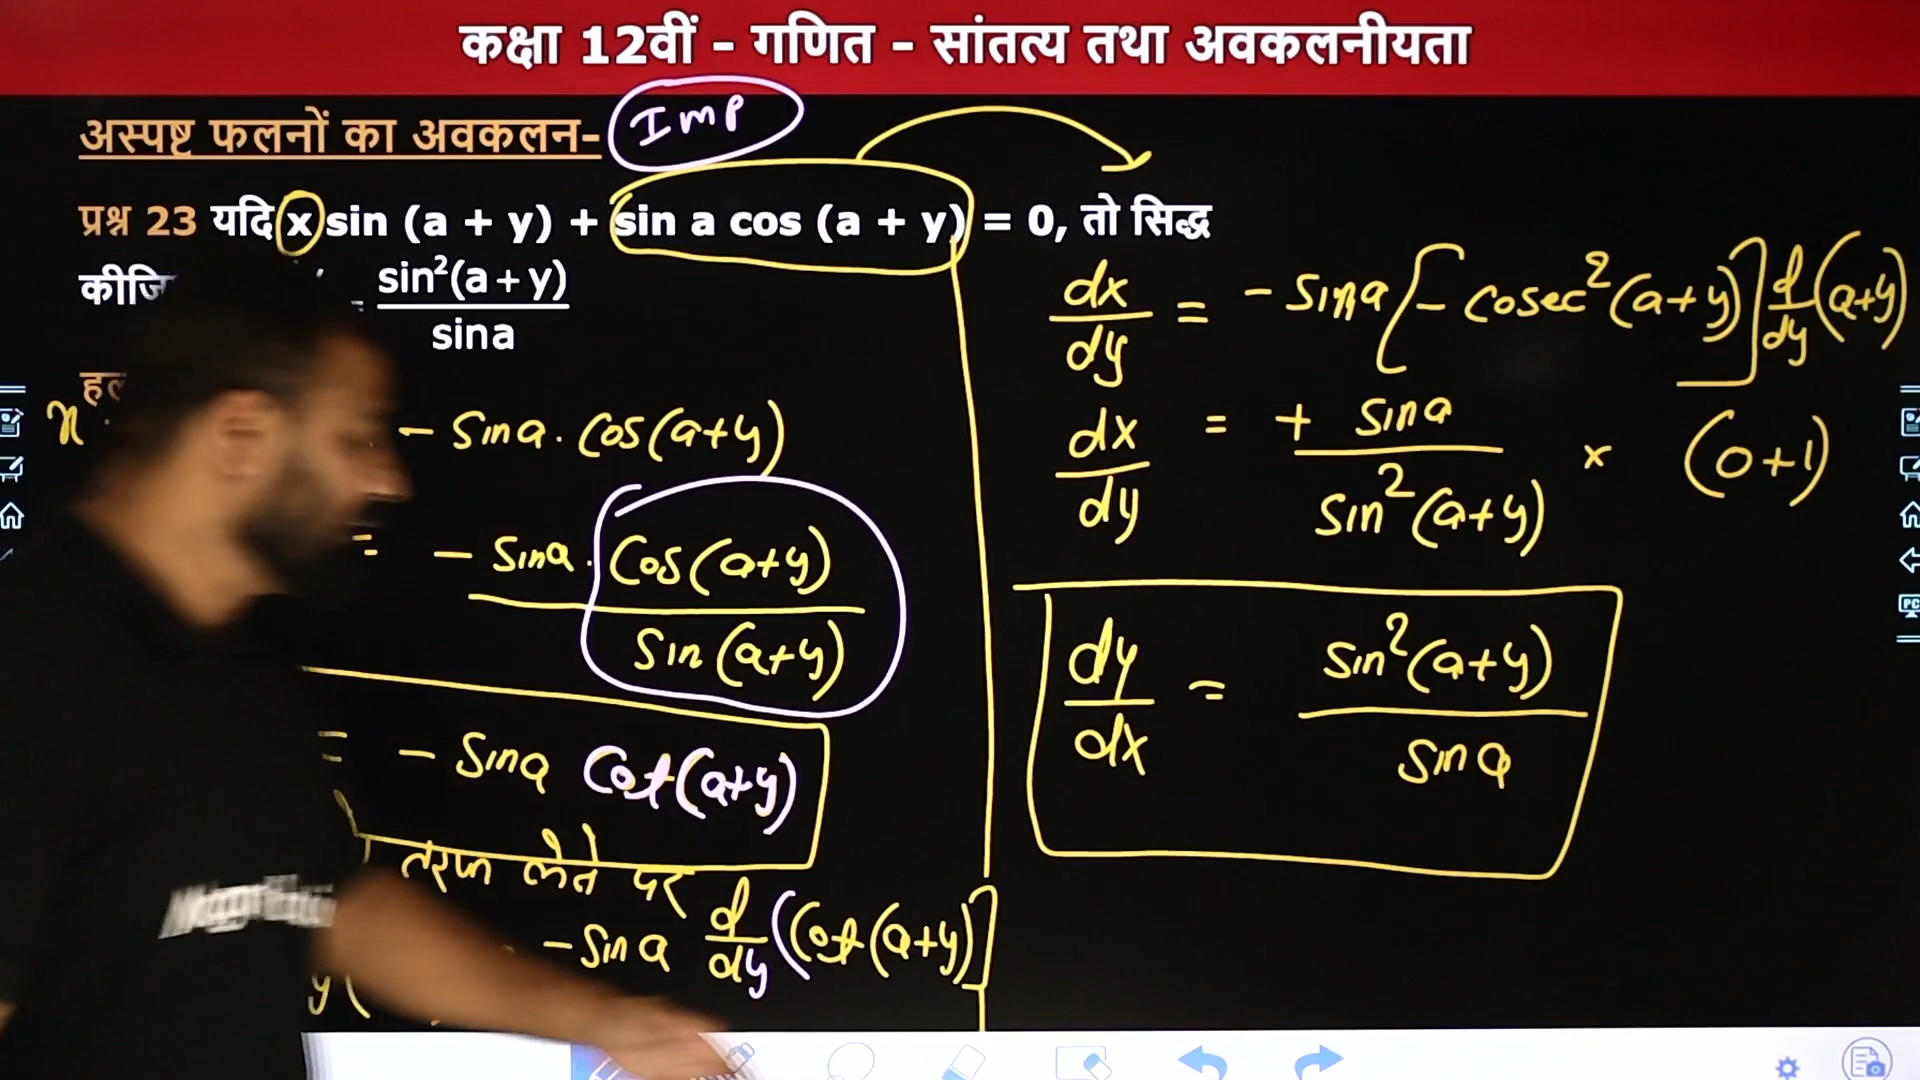 कक्षा 12वीं - गणित - सांतत्य तथा अवकलनीयता
अस्पष्ट फलनों का अवकलन-
Imp
प्रश्न 23 यदि x sin (a + y) + sin a cos (a + y) = 0, तो सिद्ध
= sin²(a + y) / sina
x
- sina . cos(a+y)
= - sina . cos(a+y) / sin(a+y)
= - sina cot(a+y)
तरफ लेने पर
- sin a d/dy (cot(a+y)]
y(
dx/dy = - sina [- cosec²(a+y)] d/dy (a+y)
dx/dy = + sina / sin²(a+y) × (0+1)
dy/dx = sin²(a+y) / sina
PC